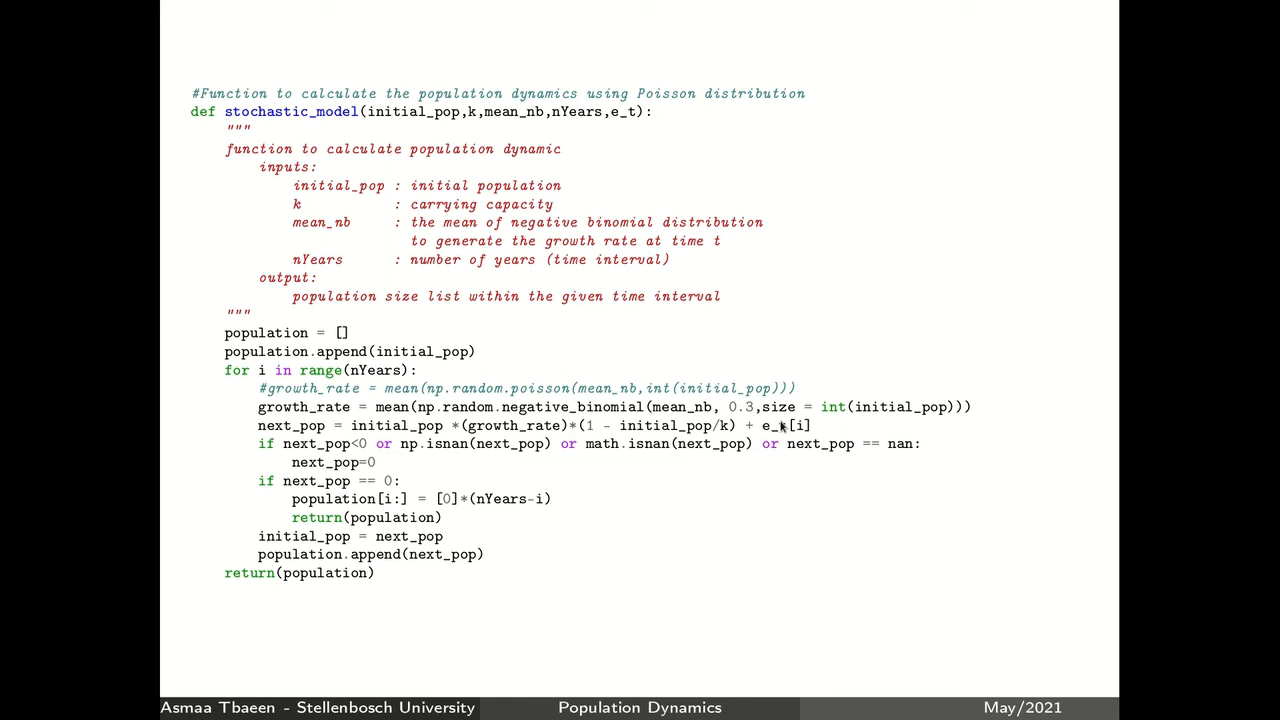 #Function to calculate the population dynamics using Poisson distribution
def stochastic_model(initial_pop,k,mean_nb,nYears,e_t):
"""
function to calculate population dynamic
inputs:
initial_pop : initial population
k : carrying capacity
mean_nb : the mean of negative binomial distribution
to generate the growth rate at time t
nYears : number of years (time interval)
output:
population size list within the given time interval
"""
population = []
population.append(initial_pop)
for i in range(nYears):
#growth_rate = mean(np.random.poisson(mean_nb,int(initial_pop)))
growth_rate = mean(np.random.negative_binomial(mean_nb, 0.3,size = int(initial_pop)))
next_pop = initial_pop *(growth_rate)*(1 - initial_pop/k) + e_t[i]
if next_pop<0 or np.isnan(next_pop) or math.isnan(next_pop) or next_pop == nan:
next_pop=0
if next_pop == 0:
population[i:] = [0]*(nYears-i)
return(population)
initial_pop = next_pop
population.append(next_pop)
return(population)
Asmaa Tbaeen - Stellenbosch University
Population Dynamics
May/2021